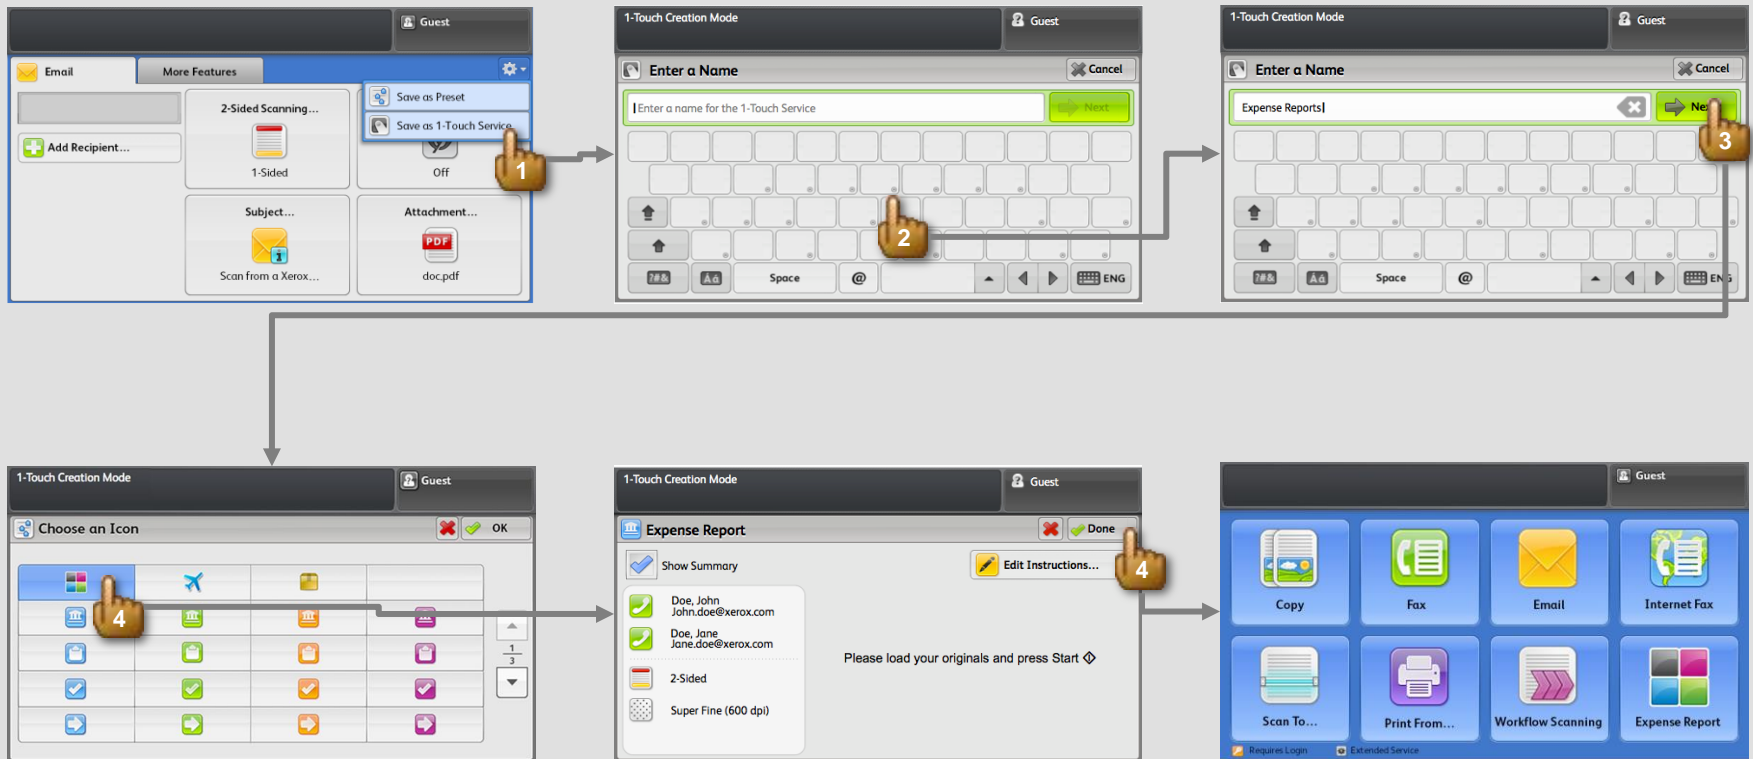 Guest
Email
More Features
Save as Preset
Save as 1-Touch Service
Add Recipient...
2-Sided Scanning...
1-Sided
Off
Subject...
Scan from a Xerox...
Attachment...
PDF
doc.pdf
1
1-Touch Creation Mode
Guest
Enter a Name
Cancel
Enter a name for the 1-Touch Service
Next
2
?#&
Áá
Space
@
ENG
1-Touch Creation Mode
Guest
Enter a Name
Cancel
Expense Reports
3
?#&
Áá
Space
@
1-Touch Creation Mode
Guest
Choose an Icon
OK
4
1
3
1-Touch Creation Mode
Guest
Expense Report
Done
Show Summary
Edit Instructions...
4
Doe, John
John.doe@xerox.com
Doe, Jane
Jane.doe@xerox.com
2-Sided
Super Fine (600 dpi)
Please load your originals and press Start
Guest
Copy
Fax
Email
Internet Fax
Scan To...
Print From...
Workflow Scanning
Expense Report
Requires Login
Extended Service